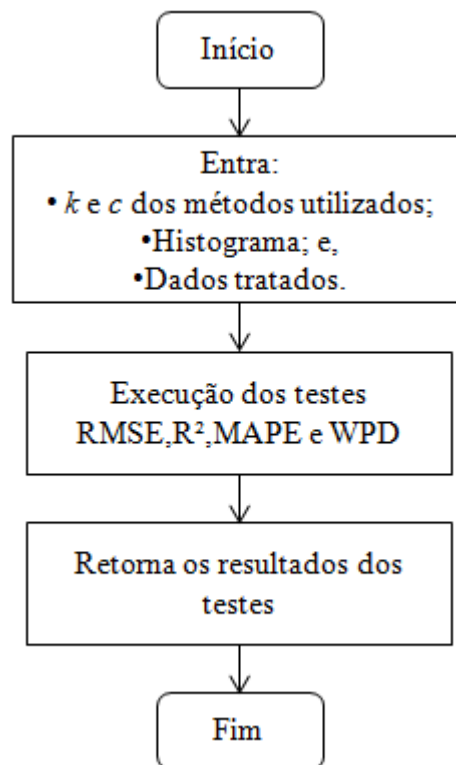 Início
Entra:
• k e c dos métodos utilizados;
•Histograma; e,
•Dados tratados.
Execução dos testes
RMSE,R²,MAPE e WPD
Retorna os resultados dos
testes
Fim